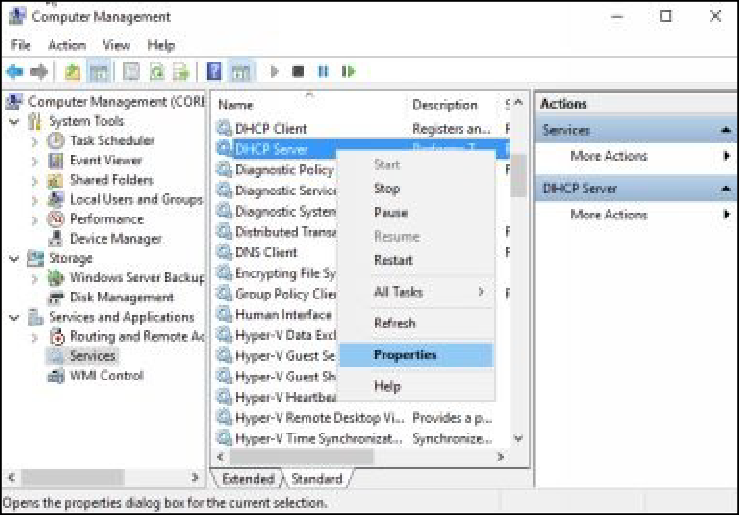 Computer Management
File Action View Help
Computer Management (CORE
System Tools
Task Scheduler
Event Viewer
Shared Folders
Local Users and Groups
Performance
Device Manager
Storage
Windows Server Backup
Disk Management
Services and Applications
Routing and Remote Ac
Services
WMI Control
Name Description
DHCP Client Registers an...
DHCP Server Performs T
Diagnostic Policy
Diagnostic Service
Diagnostic System
Distributed Transa
DNS Client
Encrypting File Sy
Group Policy Clie
Human Interface
Hyper-V Data Excl
Hyper-V Guest Se
Hyper-V Guest Sh
Hyper-V Heartbea
Hyper-V Remote Desktop Vi... Provides a p...
Hyper-V Time Synchronizat... Synchronize...
Start
Stop
Pause
Resume
Restart
All Tasks
Refresh
Properties
Help
Extended Standard
Actions
Services
More Actions
DHCP Server
More Actions
Opens the properties dialog box for the current selection.